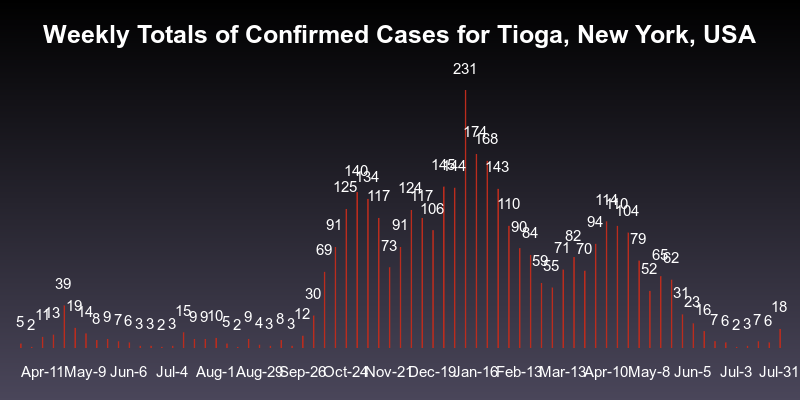 Weekly Totals of Confirmed Cases for Tioga, New York, USA
5 2 11 13 39 19 14 8 9 7 6 3 3 2 3 15 9 9 10 5 2 9 4 3 8 3 12 30 69 91 125 140 134 117 73 91 124 117 106 145 144 231 174 168 143 110 90 84 59 55 71 82 70 94 114 110 104 79 52 65 62 31 23 16 7 6 2 3 7 6 18
Apr-11 May-9 Jun-6 Jul-4 Aug-1 Aug-29 Sep-26 Oct-24 Nov-21 Dec-19 Jan-16 Feb-13 Mar-13 Apr-10 May-8 Jun-5 Jul-3 Jul-31